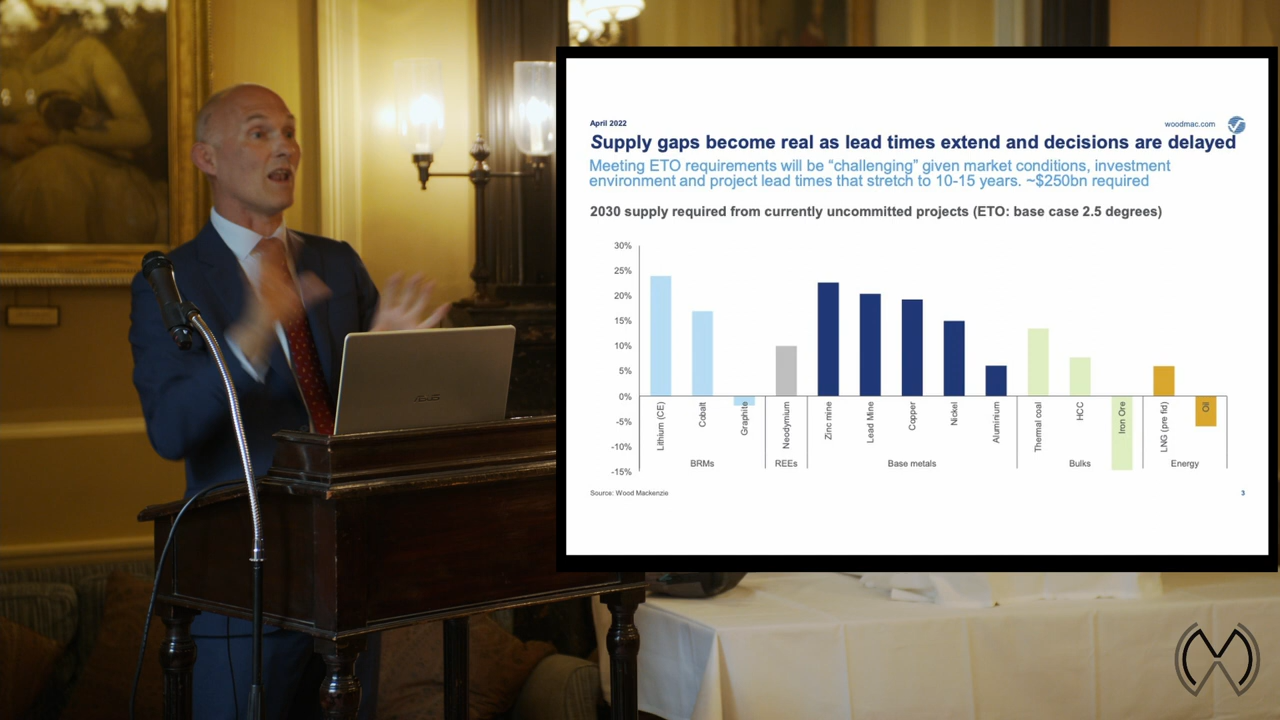 April 2022
woodmac.com
Supply gaps become real as lead times extend and decisions are delayed
Meeting ETO requirements will be “challenging” given market conditions, investment
environment and project lead times that stretch to 10-15 years. ~$250bn required
2030 supply required from currently uncommitted projects (ETO: base case 2.5 degrees)
30%
25%
20%
15%
10%
5%
0%
-5%
-10%
-15%
Lithium (CE)
Cobalt
Graphite
Neodymium
Zinc mine
Lead Mine
Copper
Nickel
Aluminium
Thermal coal
HCC
Iron Ore
LNG (pre fid)
Oil
BRMs
REEs
Base metals
Bulks
Energy
Source: Wood Mackenzie
3
ASUS